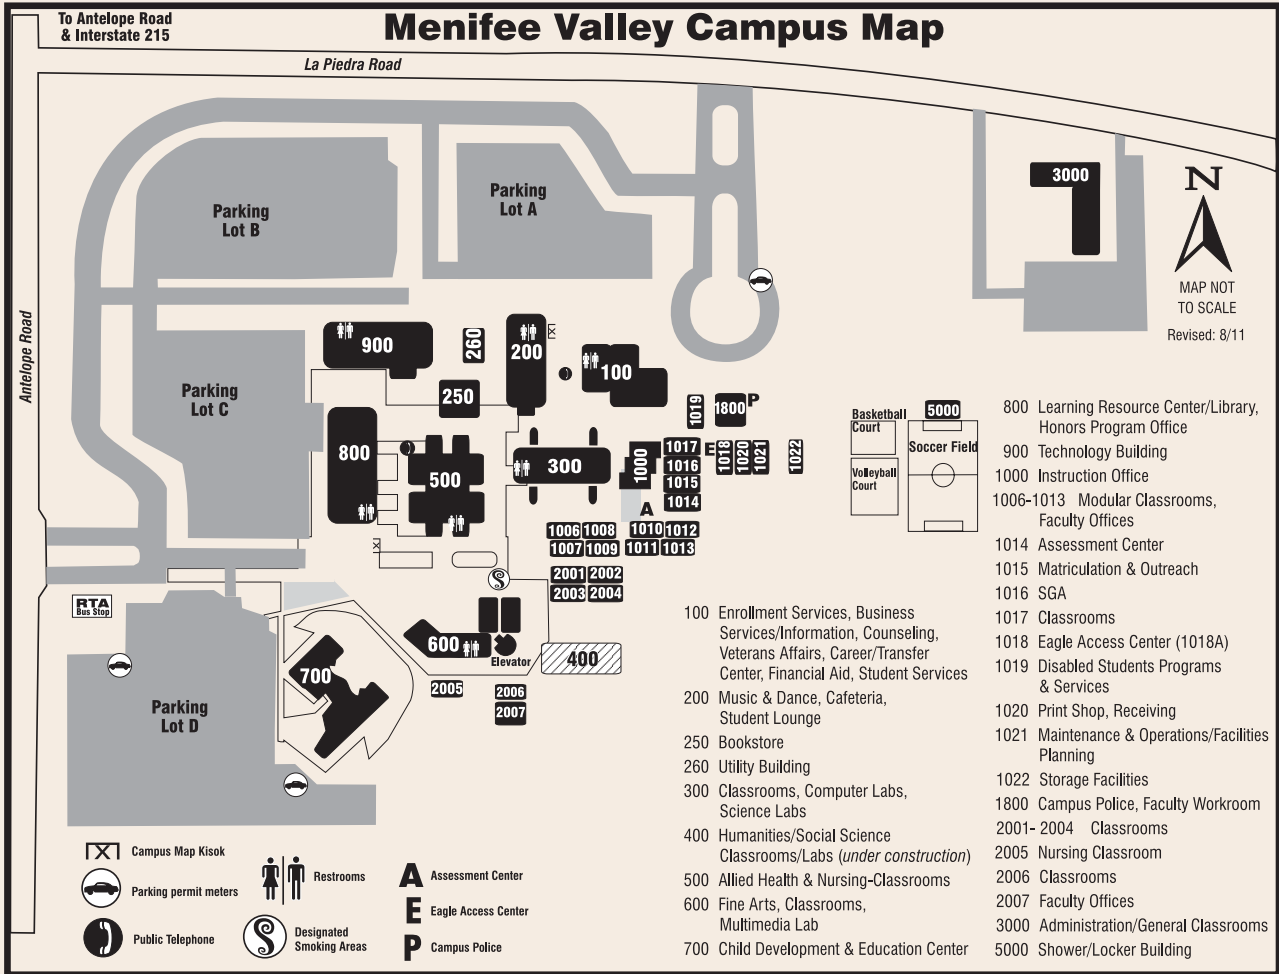 To Antelope Road
& Interstate 215
Menifee Valley Campus Map
La Piedra Road
Antelope Road
Parking
Lot B
Parking
Lot A
3000
N
MAP NOT
TO SCALE
Revised: 8/11
Parking
Lot C
900
260
200
100
250
1019
1800 P
800
500
300
1000
1017
1016
1015
1014
E
1018
1020
1021
1022
A
Basketball
Court
5000
Volleyball
Court
Soccer Field
1006 1008
1010 1012
1007 1009
1011 1013
2001 2002
2003 2004
RTA
Bus Stop
600
Elevator
400
700
2005
2006
2007
Parking
Lot D
100 Enrollment Services, Business
Services/Information, Counseling,
Veterans Affairs, Career/Transfer
Center, Financial Aid, Student Services
200 Music & Dance, Cafeteria,
Student Lounge
250 Bookstore
260 Utility Building
300 Classrooms, Computer Labs,
Science Labs
400 Humanities/Social Science
Classrooms/Labs (under construction)
500 Allied Health & Nursing-Classrooms
600 Fine Arts, Classrooms,
Multimedia Lab
700 Child Development & Education Center
800 Learning Resource Center/Library,
Honors Program Office
900 Technology Building
1000 Instruction Office
1006-1013 Modular Classrooms,
Faculty Offices
1014 Assessment Center
1015 Matriculation & Outreach
1016 SGA
1017 Classrooms
1018 Eagle Access Center (1018A)
1019 Disabled Students Programs
& Services
1020 Print Shop, Receiving
1021 Maintenance & Operations/Facilities
Planning
1022 Storage Facilities
1800 Campus Police, Faculty Workroom
2001- 2004 Classrooms
2005 Nursing Classroom
2006 Classrooms
2007 Faculty Offices
3000 Administration/General Classrooms
5000 Shower/Locker Building
Campus Map Kisok
Parking permit meters
Public Telephone
Restrooms
Designated
Smoking Areas
A Assessment Center
E Eagle Access Center
P Campus Police